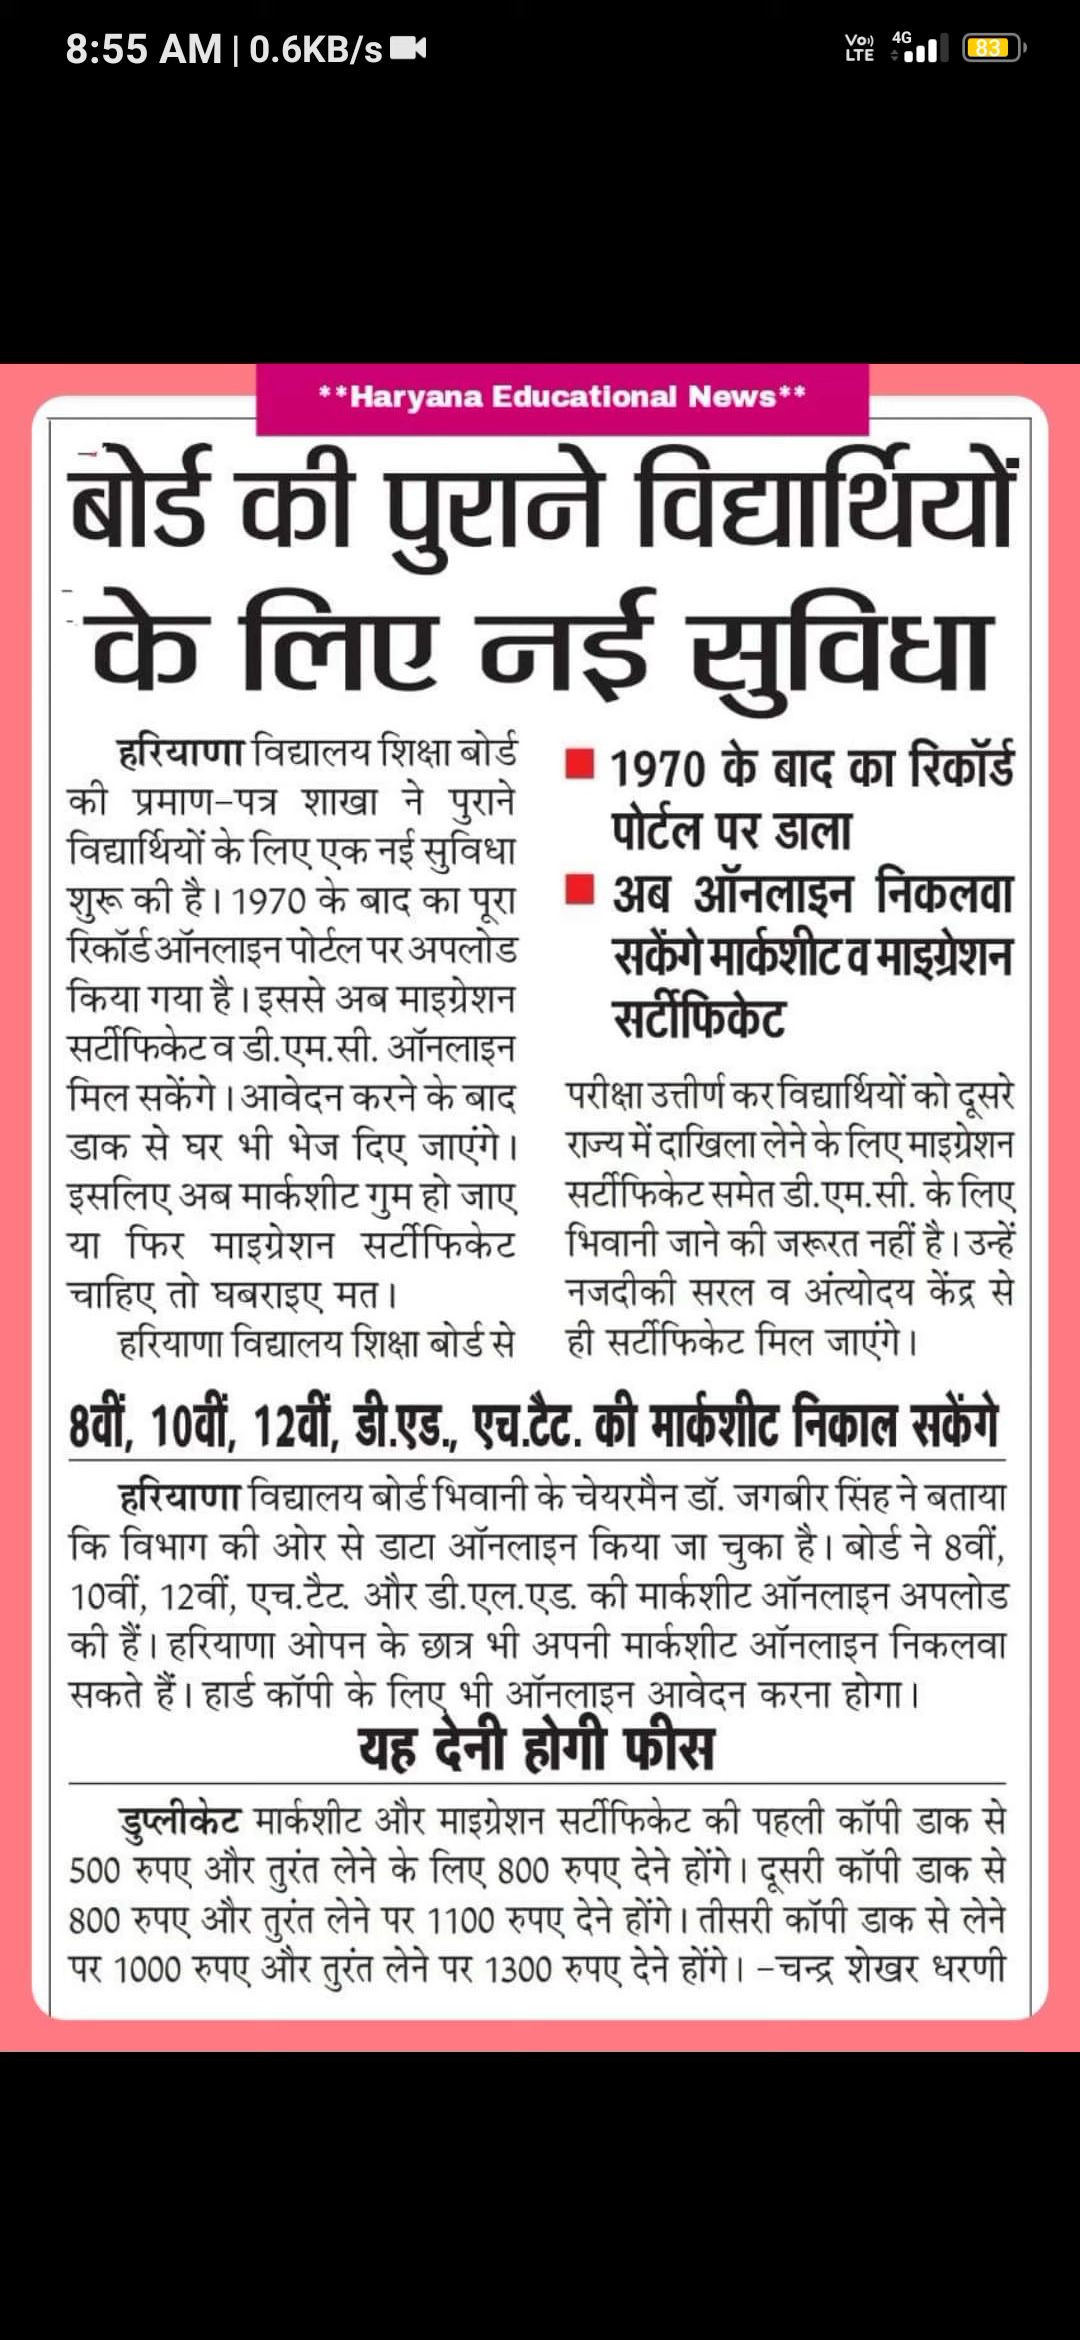 8:55 AM | 0.6KB/s
Vo) LTE 4G 83
**Haryana Educational News**
बोर्ड की पुराने विद्यार्थियों
के लिए नई सुविधा
हरियाणा विद्यालय शिक्षा बोर्ड
की प्रमाण-पत्र शाखा ने पुराने
विद्यार्थियों के लिए एक नई सुविधा
शुरू की है। 1970 के बाद का पूरा
रिकॉर्ड ऑनलाइन पोर्टल पर अपलोड
किया गया है। इससे अब माइग्रेशन
सर्टीफिकेट व डी.एम.सी. ऑनलाइन
मिल सकेंगे। आवेदन करने के बाद
डाक से घर भी भेज दिए जाएंगे।
इसलिए अब मार्कशीट गुम हो जाए
या फिर माइग्रेशन सर्टीफिकेट
चाहिए तो घबराइए मत।
हरियाणा विद्यालय शिक्षा बोर्ड से
■ 1970 के बाद का रिकॉर्ड
पोर्टल पर डाला
■ अब ऑनलाइन निकलवा
सकेंगे मार्कशीट व माइग्रेशन
सर्टीफिकेट
परीक्षा उत्तीर्ण कर विद्यार्थियों को दूसरे
राज्य में दाखिला लेने के लिए माइग्रेशन
सर्टीफिकेट समेत डी.एम.सी. के लिए
भिवानी जाने की जरूरत नहीं है। उन्हें
नजदीकी सरल व अंत्योदय केंद्र से
ही सर्टीफिकेट मिल जाएंगे।
8वीं, 10वीं, 12वीं, डी.एड., एच.टैट. की मार्कशीट निकाल सकेंगे
हरियाणा विद्यालय बोर्ड भिवानी के चेयरमैन डॉ. जगबीर सिंह ने बताया
कि विभाग की ओर से डाटा ऑनलाइन किया जा चुका है। बोर्ड ने 8वीं,
10वीं, 12वीं, एच.टैट. और डी.एल.एड. की मार्कशीट ऑनलाइन अपलोड
की हैं। हरियाणा ओपन के छात्र भी अपनी मार्कशीट ऑनलाइन निकलवा
सकते हैं। हार्ड कॉपी के लिए भी ऑनलाइन आवेदन करना होगा।
यह देनी होगी फीस
डुप्लीकेट मार्कशीट और माइग्रेशन सर्टीफिकेट की पहली कॉपी डाक से
500 रुपए और तुरंत लेने के लिए 800 रुपए देने होंगे। दूसरी कॉपी डाक से
800 रुपए और तुरंत लेने पर 1100 रुपए देने होंगे। तीसरी कॉपी डाक से लेने
पर 1000 रुपए और तुरंत लेने पर 1300 रुपए देने होंगे। -चन्द्र शेखर धरणी